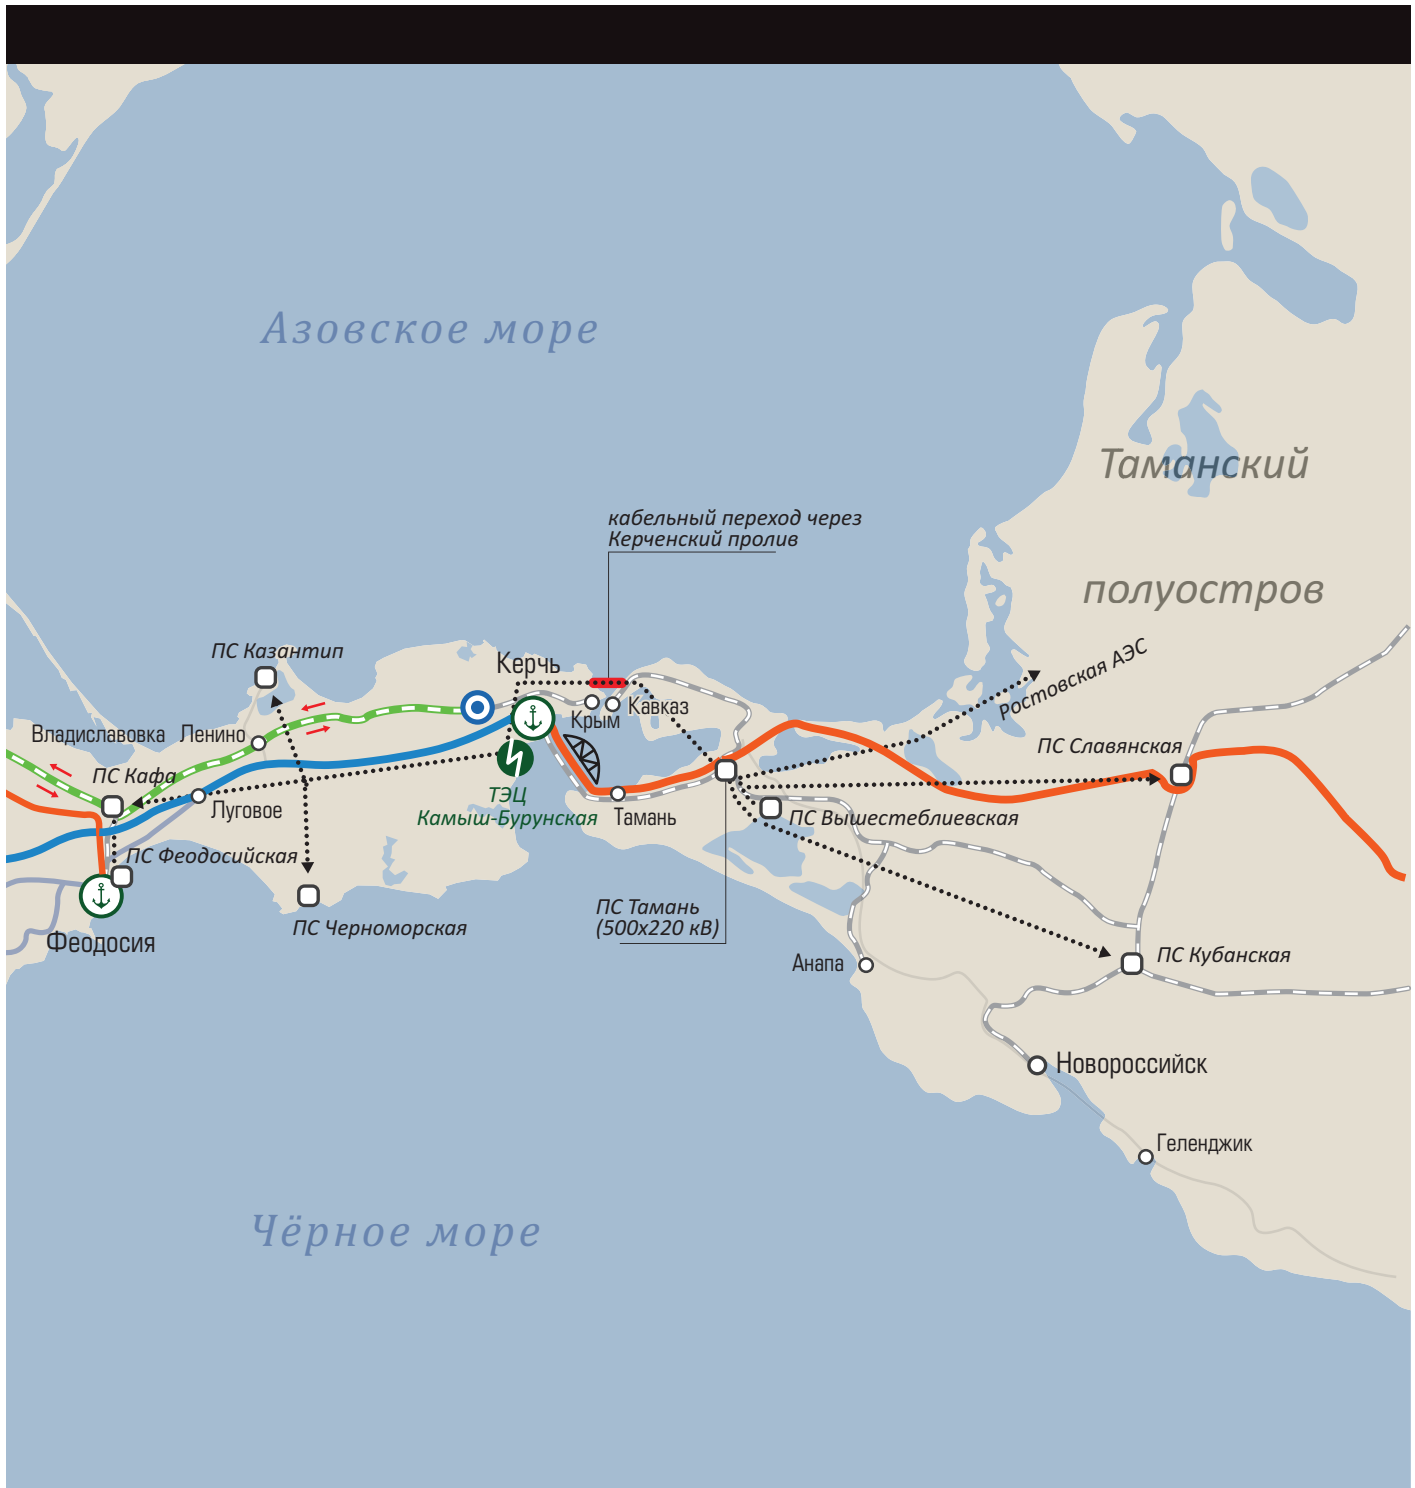 Азовское море
Таманский
полуостров
кабельный переход через
Керченский пролив
ПС Казантип
Керчь
Ростовская АЭС
Крым
Кавказ
Владиславовка
Ленино
ПС Славянская
ПС Кафа
Луговое
ТЭЦ
Камыш-Бурунская
Тамань
ПС Вышестеблиевская
ПС Феодосийская
ПС Черноморская
ПС Тамань
(500х220 кВ)
Феодосия
Анапа
ПС Кубанская
Новороссийск
Геленджик
Чёрное море